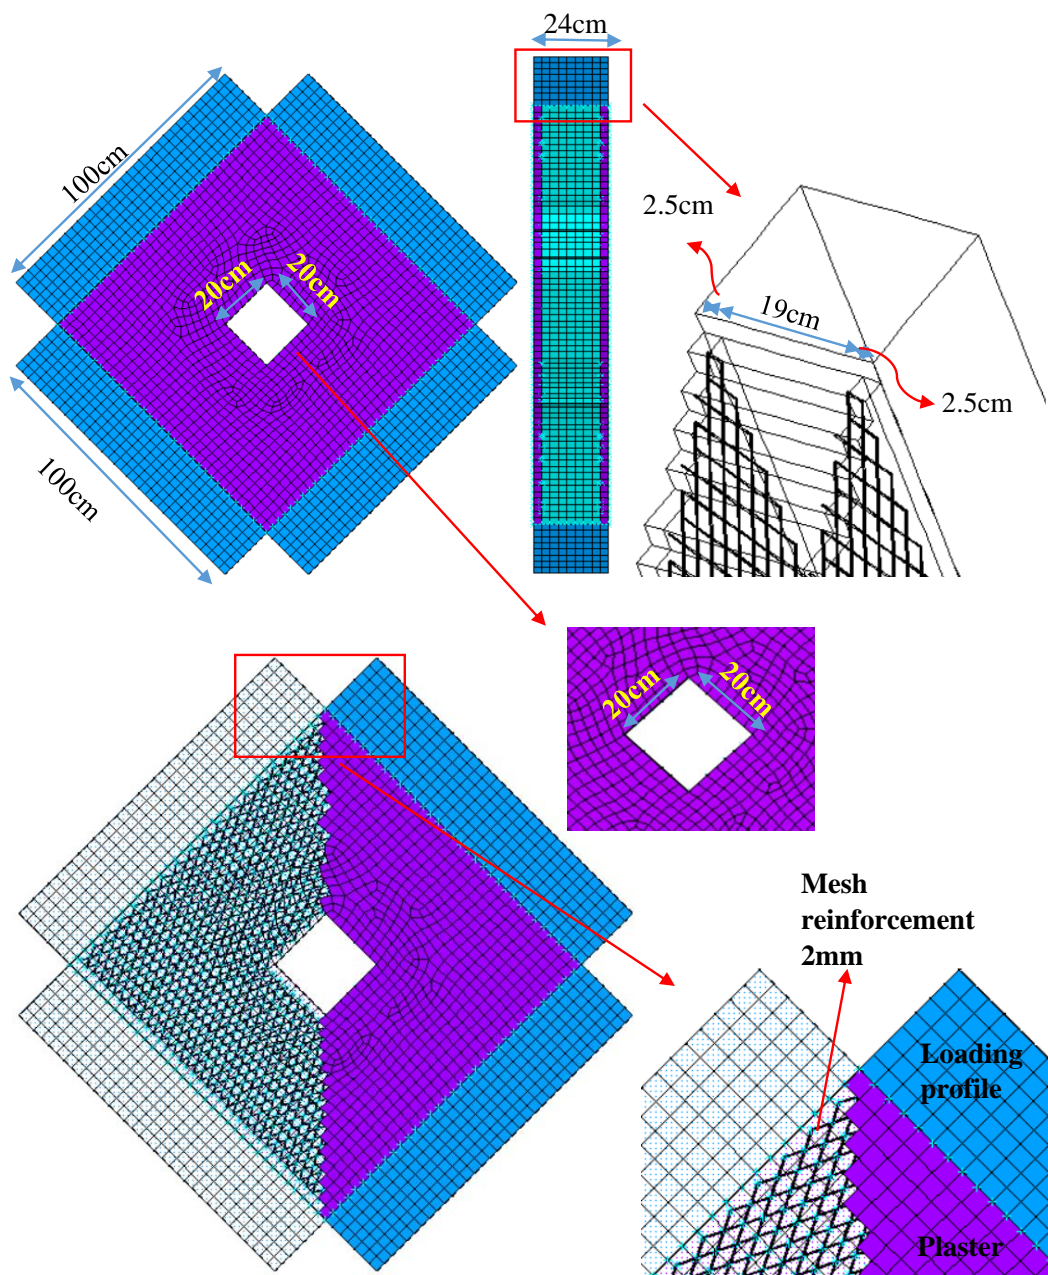 24cm
100cm
2.5cm
20cm
20cm
19cm
2.5cm
100cm
20cm
20cm
Mesh
reinforcement
2mm
Loading
profile
Plaster